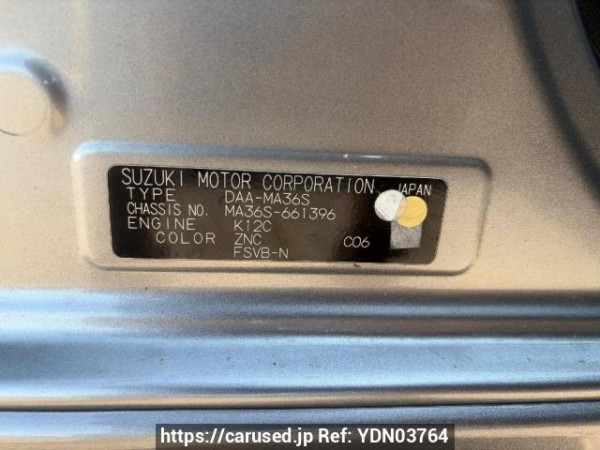 SUZUKI MOTOR CORPORATION JAPAN
TYPE DAA-MA36S
CHASSIS NO. MA36S-661396
ENGINE K12C
COLOR ZNC C06
FSVB-N
https://carused.jp Ref: YDN03764